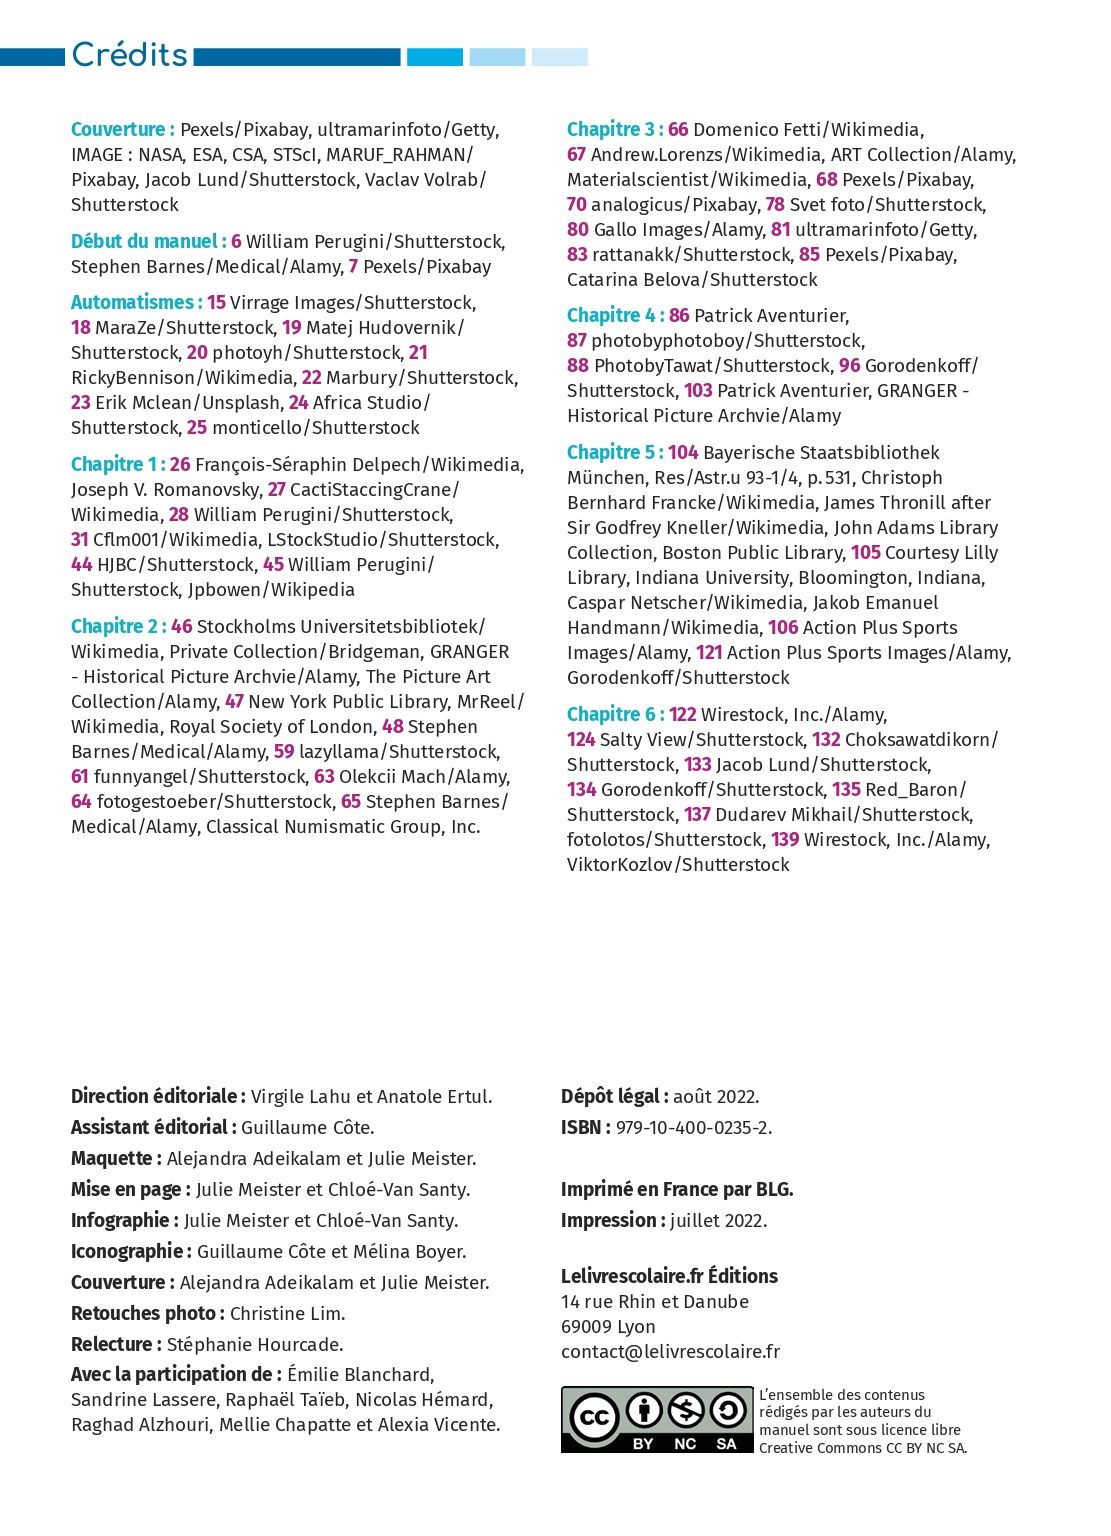 Crédits
Couverture : Pexels/Pixabay, ultramarinfoto/Getty,
IMAGE : NASA, ESA, CSA, STScI, MARUF_RAHMAN/
Pixabay, Jacob Lund/Shutterstock, Vaclav Volrab/
Shutterstock
Début du manuel : 6 William Perugini/Shutterstock,
Stephen Barnes/Medical/Alamy, 7 Pexels/Pixabay
Automatismes : 15 Virrage Images/Shutterstock,
18 MaraZe/Shutterstock, 19 Matej Hudovernik/
Shutterstock, 20 photoyh/Shutterstock, 21
RickyBennison/Wikimedia, 22 Marbury/Shutterstock,
23 Erik Mclean/Unsplash, 24 Africa Studio/
Shutterstock, 25 monticello/Shutterstock
Chapitre 1 : 26 François-Séraphin Delpech/Wikimedia,
Joseph V. Romanovsky, 27 CactiStaccingCrane/
Wikimedia, 28 William Perugini/Shutterstock,
31 Cflm001/Wikimedia, LStockStudio/Shutterstock,
44 HJBC/Shutterstock, 45 William Perugini/
Shutterstock, Jpbowen/Wikipedia
Chapitre 2 : 46 Stockholms Universitetsbibliotek/
Wikimedia, Private Collection/Bridgeman, GRANGER
- Historical Picture Archvie/Alamy, The Picture Art
Collection/Alamy, 47 New York Public Library, MrReel/
Wikimedia, Royal Society of London, 48 Stephen
Barnes/Medical/Alamy, 59 lazyllama/Shutterstock,
61 funnyangel/Shutterstock, 63 Olekcii Mach/Alamy,
64 fotogestoeber/Shutterstock, 65 Stephen Barnes/
Medical/Alamy, Classical Numismatic Group, Inc.
Chapitre 3 : 66 Domenico Fetti/Wikimedia,
67 Andrew.Lorenzs/Wikimedia, ART Collection/Alamy,
Materialscientist/Wikimedia, 68 Pexels/Pixabay,
70 analogicus/Pixabay, 78 Svet foto/Shutterstock,
80 Gallo Images/Alamy, 81 ultramarinfoto/Getty,
83 rattanakk/Shutterstock, 85 Pexels/Pixabay,
Catarina Belova/Shutterstock
Chapitre 4 : 86 Patrick Aventurier,
87 photobyphotoboy/Shutterstock,
88 PhotobyTawat/Shutterstock, 96 Gorodenkoff/
Shutterstock, 103 Patrick Aventurier, GRANGER -
Historical Picture Archvie/Alamy
Chapitre 5 : 104 Bayerische Staatsbibliothek
München, Res/Astr.u 93-1/4, p. 531, Christoph
Bernhard Francke/Wikimedia, James Thronill after
Sir Godfrey Kneller/Wikimedia, John Adams Library
Collection, Boston Public Library, 105 Courtesy Lilly
Library, Indiana University, Bloomington, Indiana,
Caspar Netscher/Wikimedia, Jakob Emanuel
Handmann/Wikimedia, 106 Action Plus Sports
Images/Alamy, 121 Action Plus Sports Images/Alamy,
Gorodenkoff/Shutterstock
Chapitre 6 : 122 Wirestock, Inc./Alamy,
124 Salty View/Shutterstock, 132 Choksawatdikorn/
Shutterstock, 133 Jacob Lund/Shutterstock,
134 Gorodenkoff/Shutterstock, 135 Red_Baron/
Shutterstock, 137 Dudarev Mikhail/Shutterstock,
fotolotos/Shutterstock, 139 Wirestock, Inc./Alamy,
ViktorKozlov/Shutterstock
Direction éditoriale : Virgile Lahu et Anatole Ertul.
Assistant éditorial : Guillaume Côte.
Maquette : Alejandra Adeikalam et Julie Meister.
Mise en page : Julie Meister et Chloé-Van Santy.
Infographie : Julie Meister et Chloé-Van Santy.
Iconographie : Guillaume Côte et Mélina Boyer.
Couverture : Alejandra Adeikalam et Julie Meister.
Retouches photo : Christine Lim.
Relecture : Stéphanie Hourcade.
Avec la participation de : Émilie Blanchard,
Sandrine Lassere, Raphaël Taïeb, Nicolas Hémard,
Raghad Alzhouri, Mellie Chapatte et Alexia Vicente.
Dépôt légal : août 2022.
ISBN : 979-10-400-0235-2.
Imprimé en France par BLG.
Impression : juillet 2022.
Lelivrescolaire.fr Éditions
14 rue Rhin et Danube
69009 Lyon
contact@lelivrescolaire.fr
cc
BY NC SA
L'ensemble des contenus
rédigés par les auteurs du
manuel sont sous licence libre
Creative Commons CC BY NC SA.